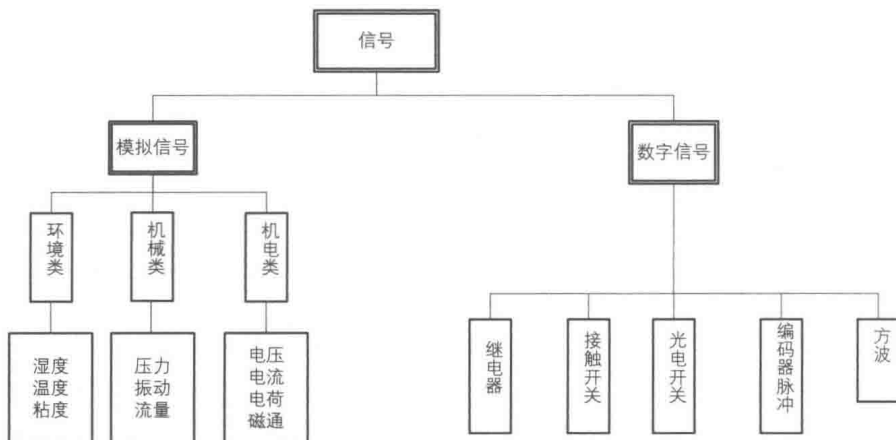 信号
模拟信号
数字信号
环境类
机械类
机电类
湿度
温度
粘度
压力
振动
流量
电压
电流
电荷
磁通
继电器
接触开关
光电开关
编码器脉冲
方波